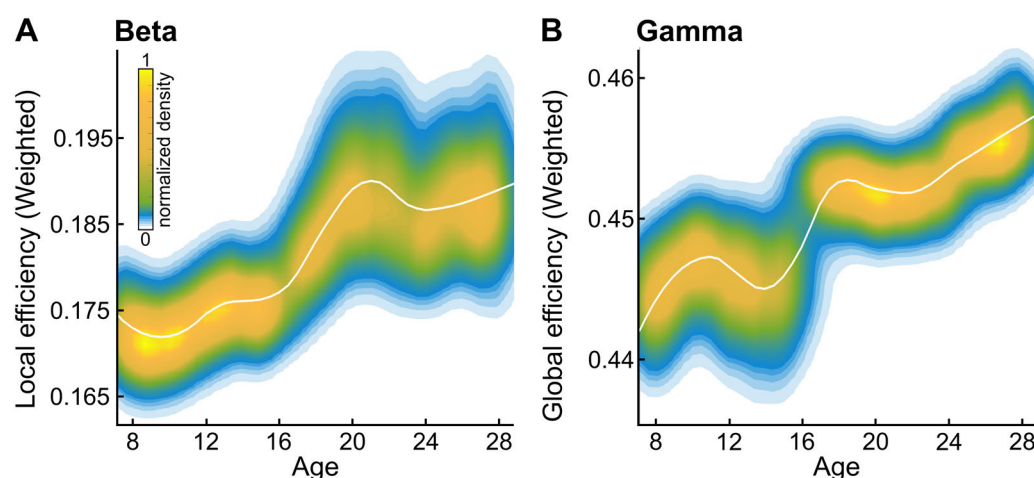 A Beta
Local efficiency (Weighted)
0.195
0.185
0.175
0.165
1
normalized density
0
8 12 16 20 24 28
Age
B Gamma
Global efficiency (Weighted)
0.46
0.45
0.44
8 12 16 20 24 28
Age